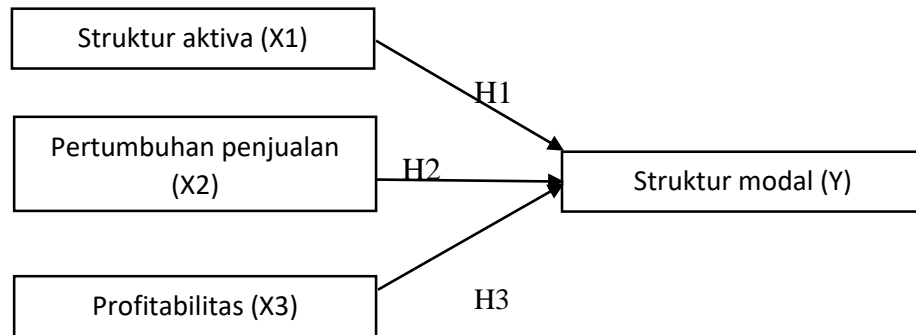 Struktur aktiva (X1)
H1
Pertumbuhan penjualan
(X2)
H2
Struktur modal (Y)
Profitabilitas (X3)
H3